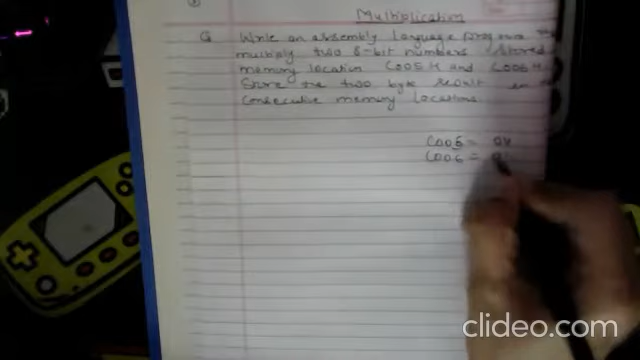 Multiplication
Q Write an assembly language program to
multiply two 8-bit numbers stored
memory location C005H and C006H
Store the two byte result in
consecutive memory locations
C005 = 04
C006 =
clideo.com